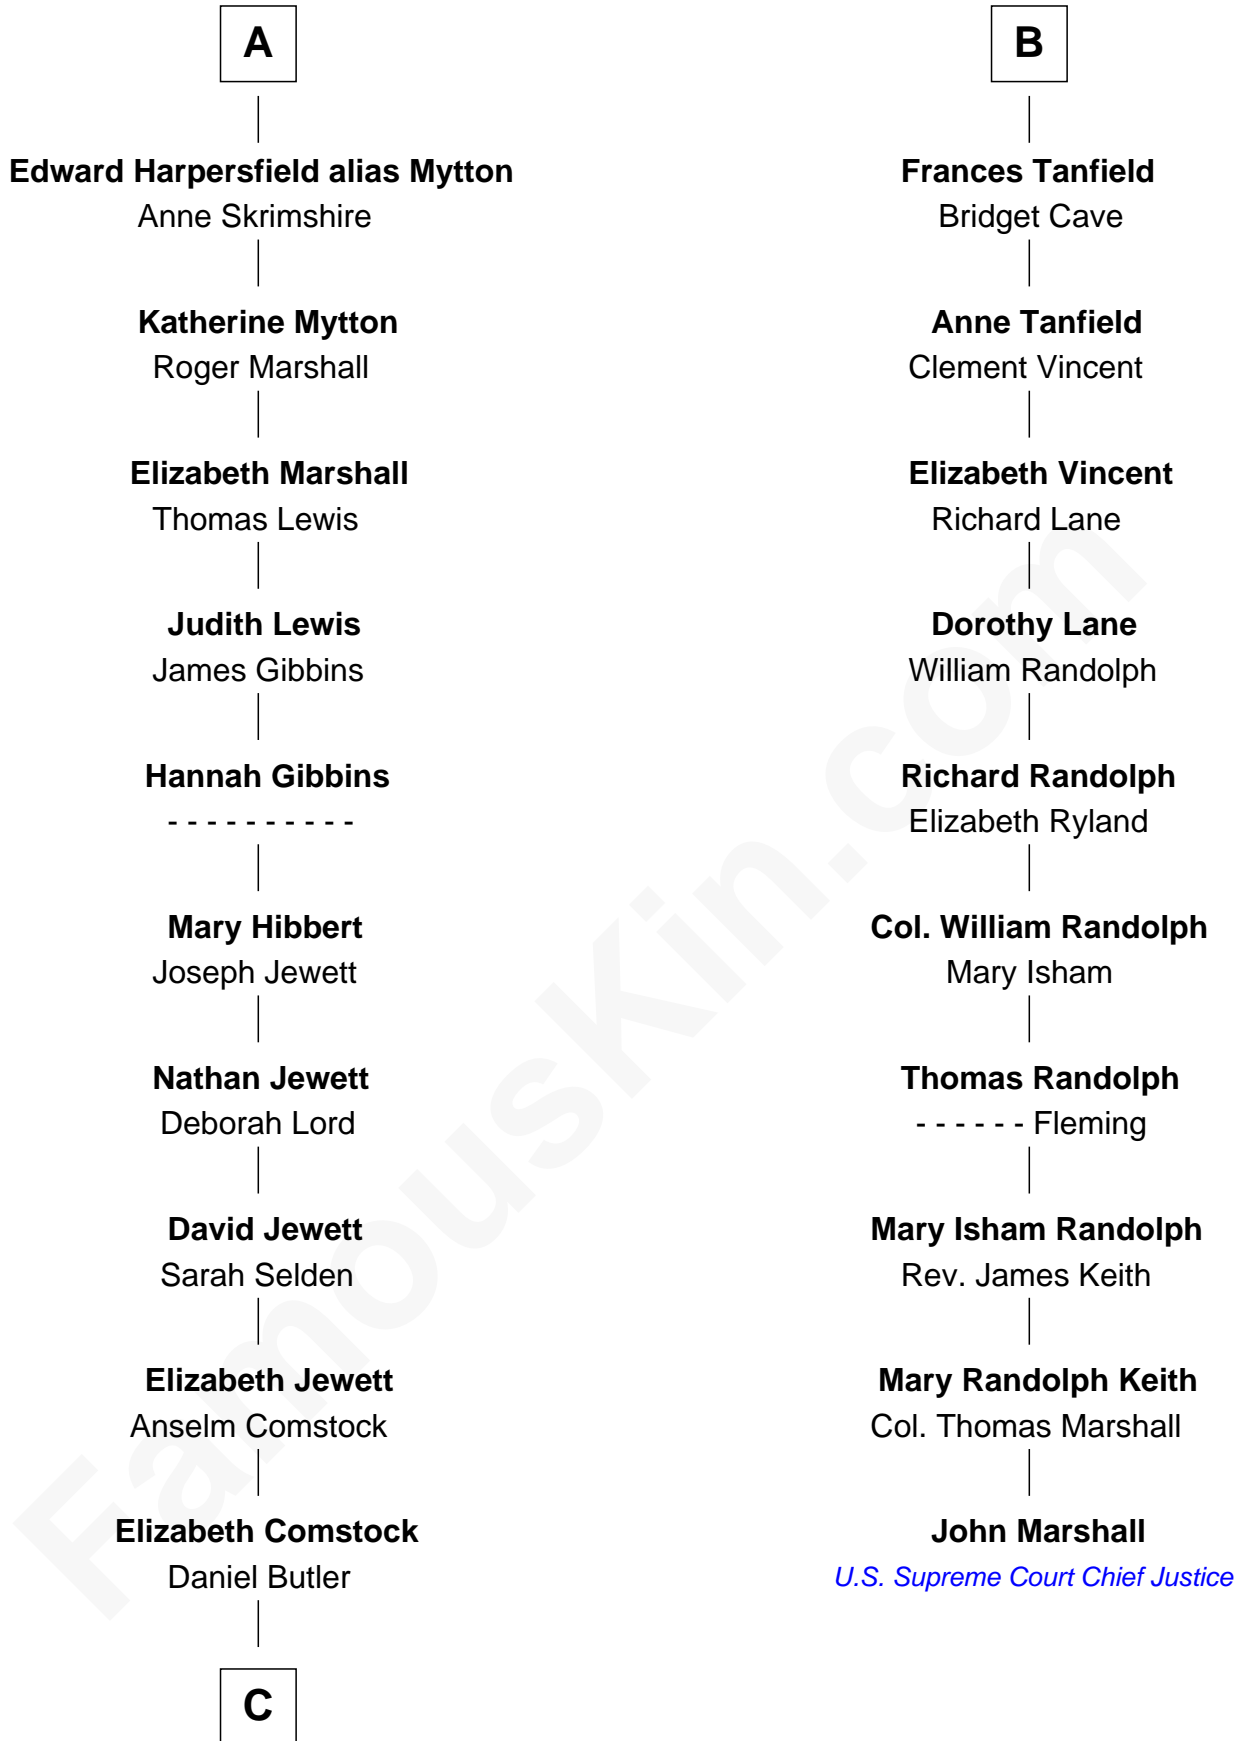 A
Edward Harpersfield alias Mytton
Anne Skrimshire
Katherine Mytton
Roger Marshall
Elizabeth Marshall
Thomas Lewis
Judith Lewis
James Gibbins
Hannah Gibbins
- - - - - - - - - -
Mary Hibbert
Joseph Jewett
Nathan Jewett
Deborah Lord
David Jewett
Sarah Selden
Elizabeth Jewett
Anselm Comstock
Elizabeth Comstock
Daniel Butler
C
B
Frances Tanfield
Bridget Cave
Anne Tanfield
Clement Vincent
Elizabeth Vincent
Richard Lane
Dorothy Lane
William Randolph
Richard Randolph
Elizabeth Ryland
Col. William Randolph
Mary Isham
Thomas Randolph
- - - - - - Fleming
Mary Isham Randolph
Rev. James Keith
Mary Randolph Keith
Col. Thomas Marshall
John Marshall
U.S. Supreme Court Chief Justice
FamousKin.com